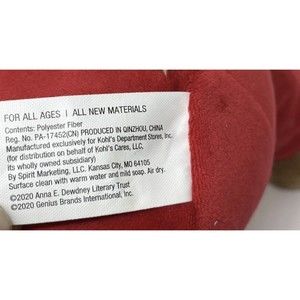 FOR ALL AGES | ALL NEW MATERIALS
Contents: Polyester Fiber
Reg. No. PA-17452(CN) PRODUCED IN QINZHOU, CHINA
Manufactured exclusively for Kohl's Department Stores, Inc.
(for distribution on behalf of Kohl's Cares, LLC.
its wholly owned subsidiary)
By Spirit Marketing, LLC. Kansas City, MO 64105
Surface clean with warm water and mild soap. Air dry.
©2020 Anna E. Dewdney Literary Trust
©2020 Genius Brands International, Inc.